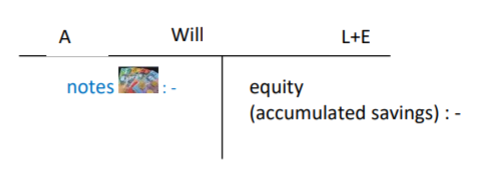 A Will L+E
notes : -
equity
(accumulated savings) : -